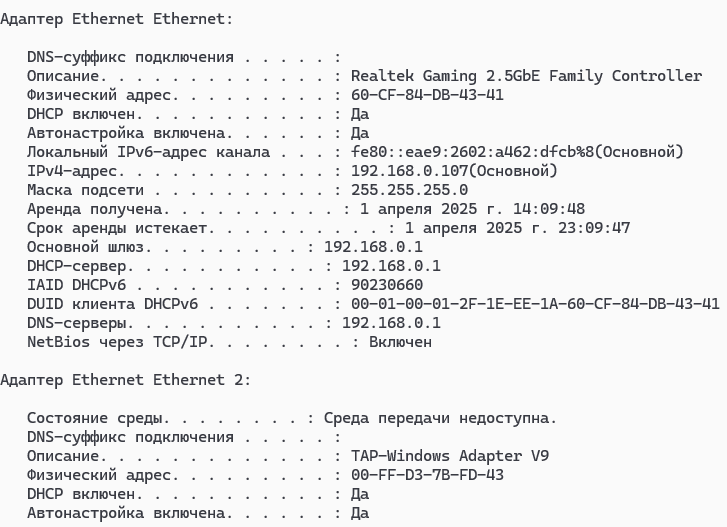 Адаптер Ethernet Ethernet:
DNS-суффикс подключения . . . . . :
Описание. . . . . . . . . . . . . : Realtek Gaming 2.5GbE Family Controller
Физический адрес. . . . . . . . . : 60-CF-84-DB-43-41
DHCP включен. . . . . . . . . . . : Да
Автонастройка включена. . . . . . : Да
Локальный IPv6-адрес канала . . . : fe80::eae9:2602:a462:dfcb%8(Основной)
IPv4-адрес. . . . . . . . . . . . : 192.168.0.107(Основной)
Маска подсети . . . . . . . . . . : 255.255.255.0
Аренда получена. . . . . . . . . . : 1 апреля 2025 г. 14:09:48
Срок аренды истекает. . . . . . . . . . : 1 апреля 2025 г. 23:09:47
Основной шлюз. . . . . . . . . : 192.168.0.1
DHCP-сервер. . . . . . . . . . . : 192.168.0.1
IAID DHCPv6 . . . . . . . . . . . : 90230660
DUID клиента DHCPv6 . . . . . . . : 00-01-00-01-2F-1E-EE-1A-60-CF-84-DB-43-41
DNS-серверы. . . . . . . . . . . : 192.168.0.1
NetBios через TCP/IP. . . . . . . . : Включен
Адаптер Ethernet Ethernet 2:
Состояние среды. . . . . . . . : Среда передачи недоступна.
DNS-суффикс подключения . . . . . :
Описание. . . . . . . . . . . . . : TAP-Windows Adapter V9
Физический адрес. . . . . . . . . : 00-FF-D3-7B-FD-43
DHCP включен. . . . . . . . . . . : Да
Автонастройка включена. . . . . . : Да